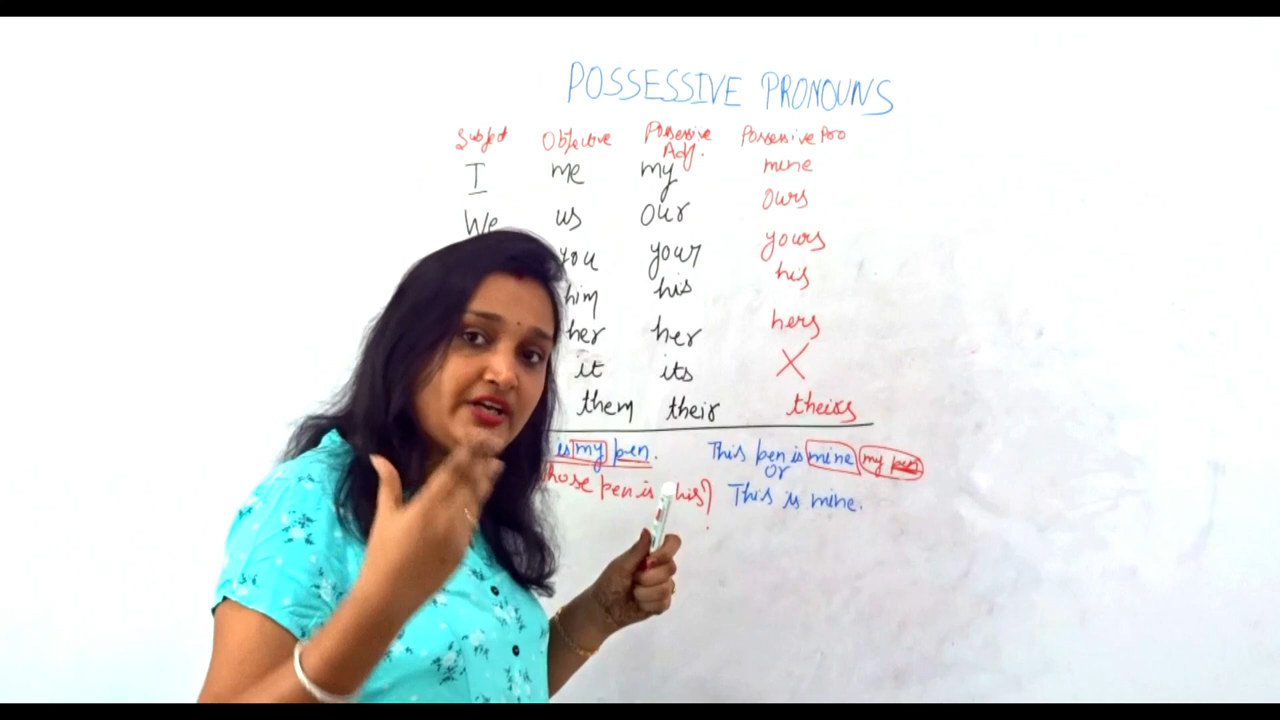 POSSESSIVE PRONOUNS
Subject Objective Possessive Adj. Possessive Pro
I me my mine
We us our ours
you your yours
him his his
her her hers
it its X
them their theirs
is my pen. This pen is mine my pen
or
pen is his? This is mine.